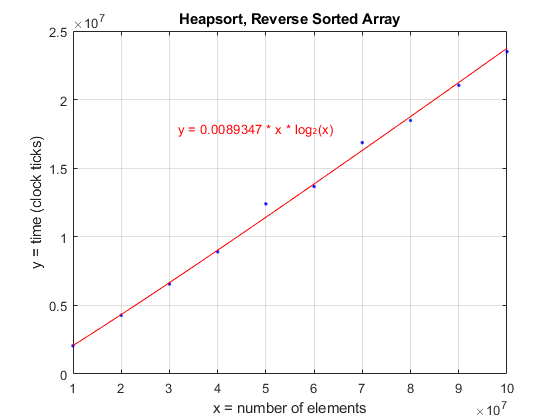 Heapsort, Reverse Sorted Array
×10⁷
2.5
2
1.5
1
0.5
0
y = time (clock ticks)
y = 0.0089347 * x * log₂(x)
1 2 3 4 5 6 7 8 9 10
x = number of elements
×10⁷